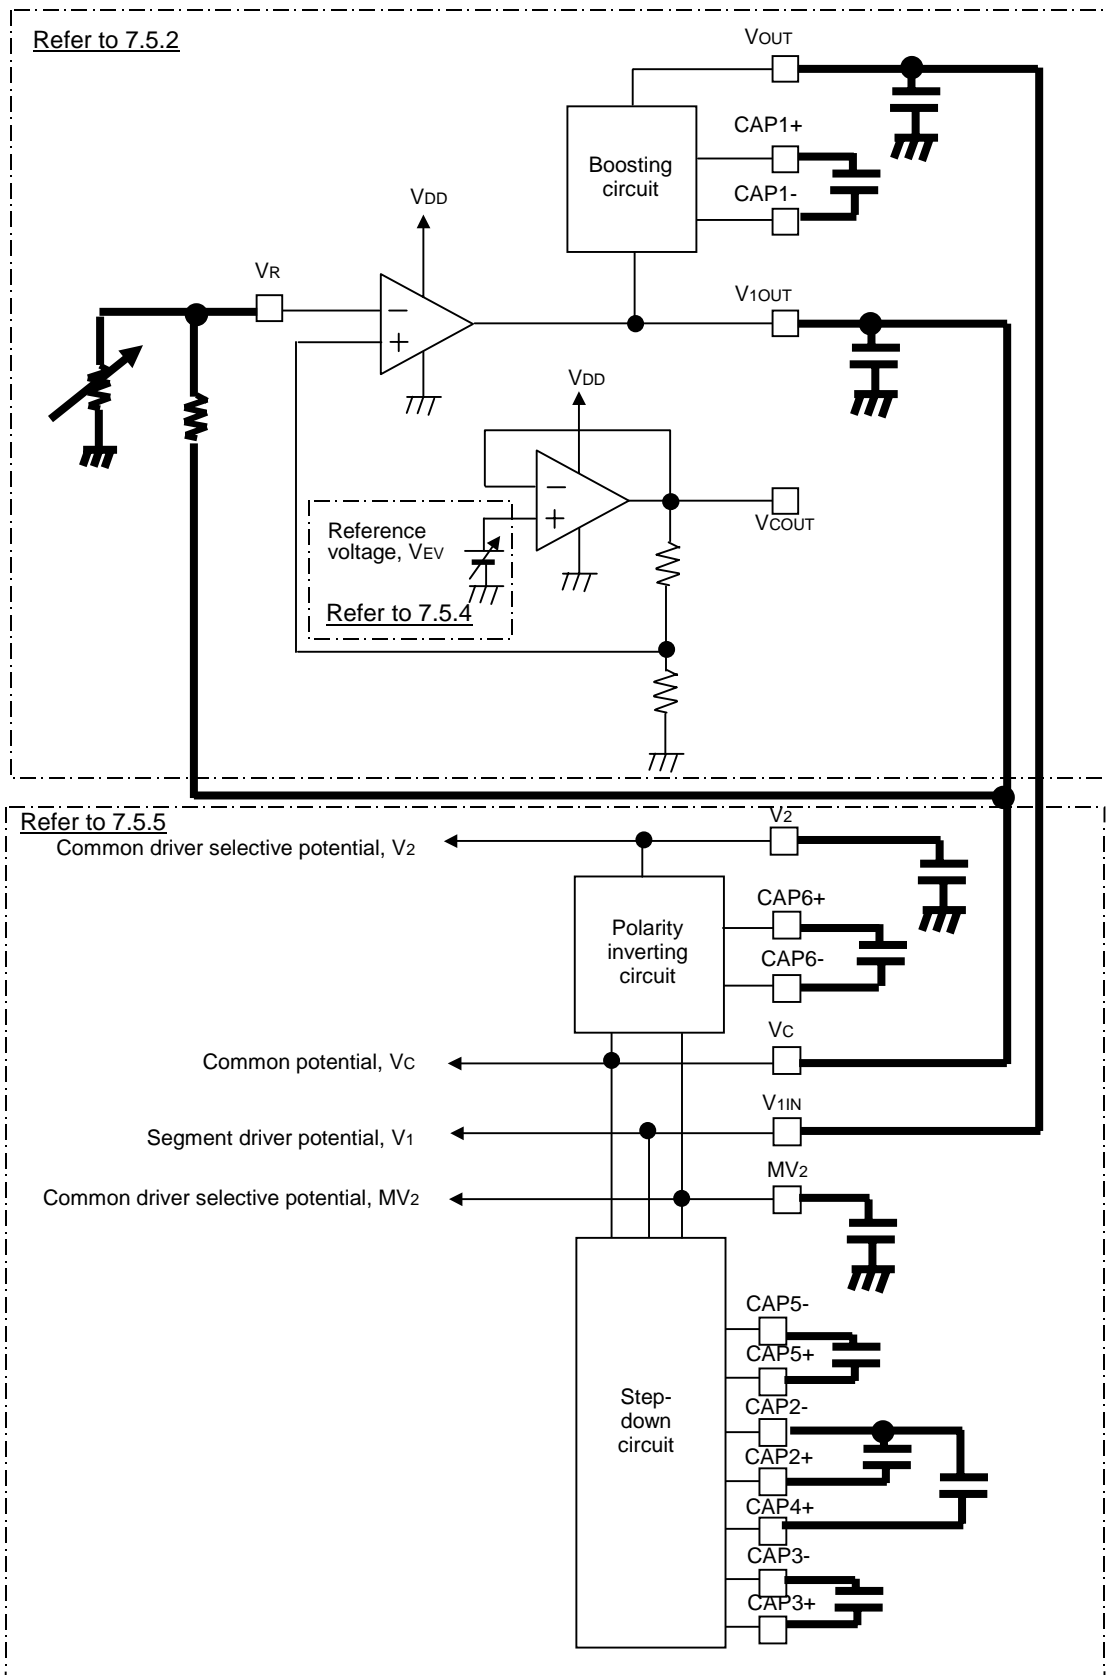 Refer to 7.5.2
VOUT
CAP1+
Boosting
circuit
CAP1-
VDD
VR
V1OUT
−
+
VDD
−
+
VCOUT
Reference
voltage, VEV
Refer to 7.5.4
Refer to 7.5.5
V2
Common driver selective potential, V2
CAP6+
Polarity
inverting
circuit
CAP6-
VC
Common potential, VC
V1IN
Segment driver potential, V1
MV2
Common driver selective potential, MV2
CAP5-
CAP5+
Step-
down
circuit
CAP2-
CAP2+
CAP4+
CAP3-
CAP3+